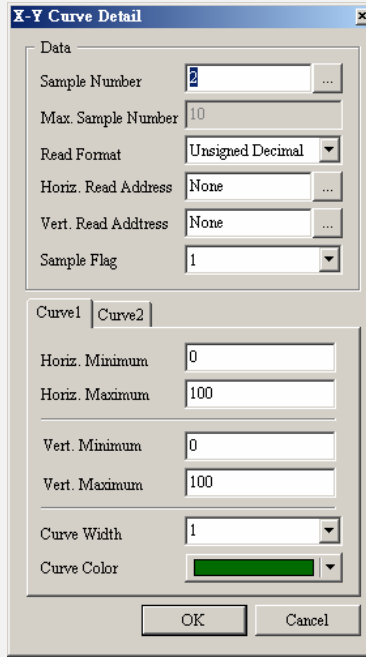 X-Y Curve Detail
Data
Sample Number 2 ...
Max. Sample Number 10
Read Format Unsigned Decimal
Horiz. Read Address None ...
Vert. Read Addtress None ...
Sample Flag 1
Curve1 Curve2
Horiz. Minimum 0
Horiz. Maximum 100
Vert. Minimum 0
Vert. Maximum 100
Curve Width 1
Curve Color
OK Cancel